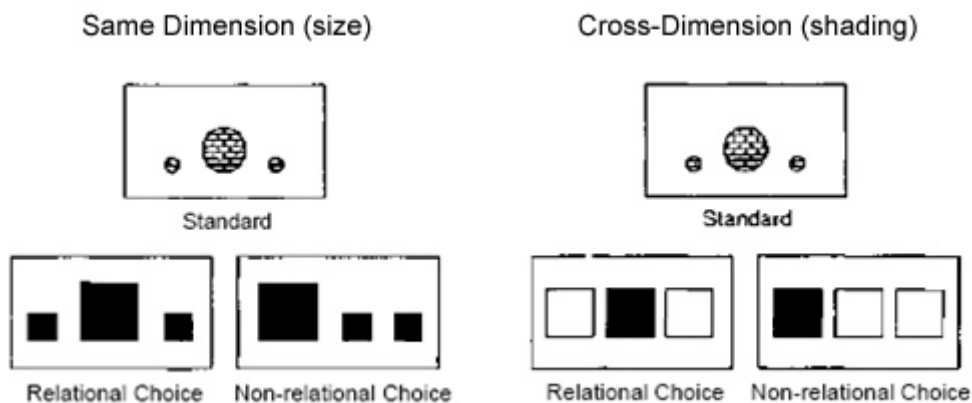 Same Dimension (size)
Cross-Dimension (shading)
Standard
Standard
Relational Choice
Non-relational Choice
Relational Choice
Non-relational Choice